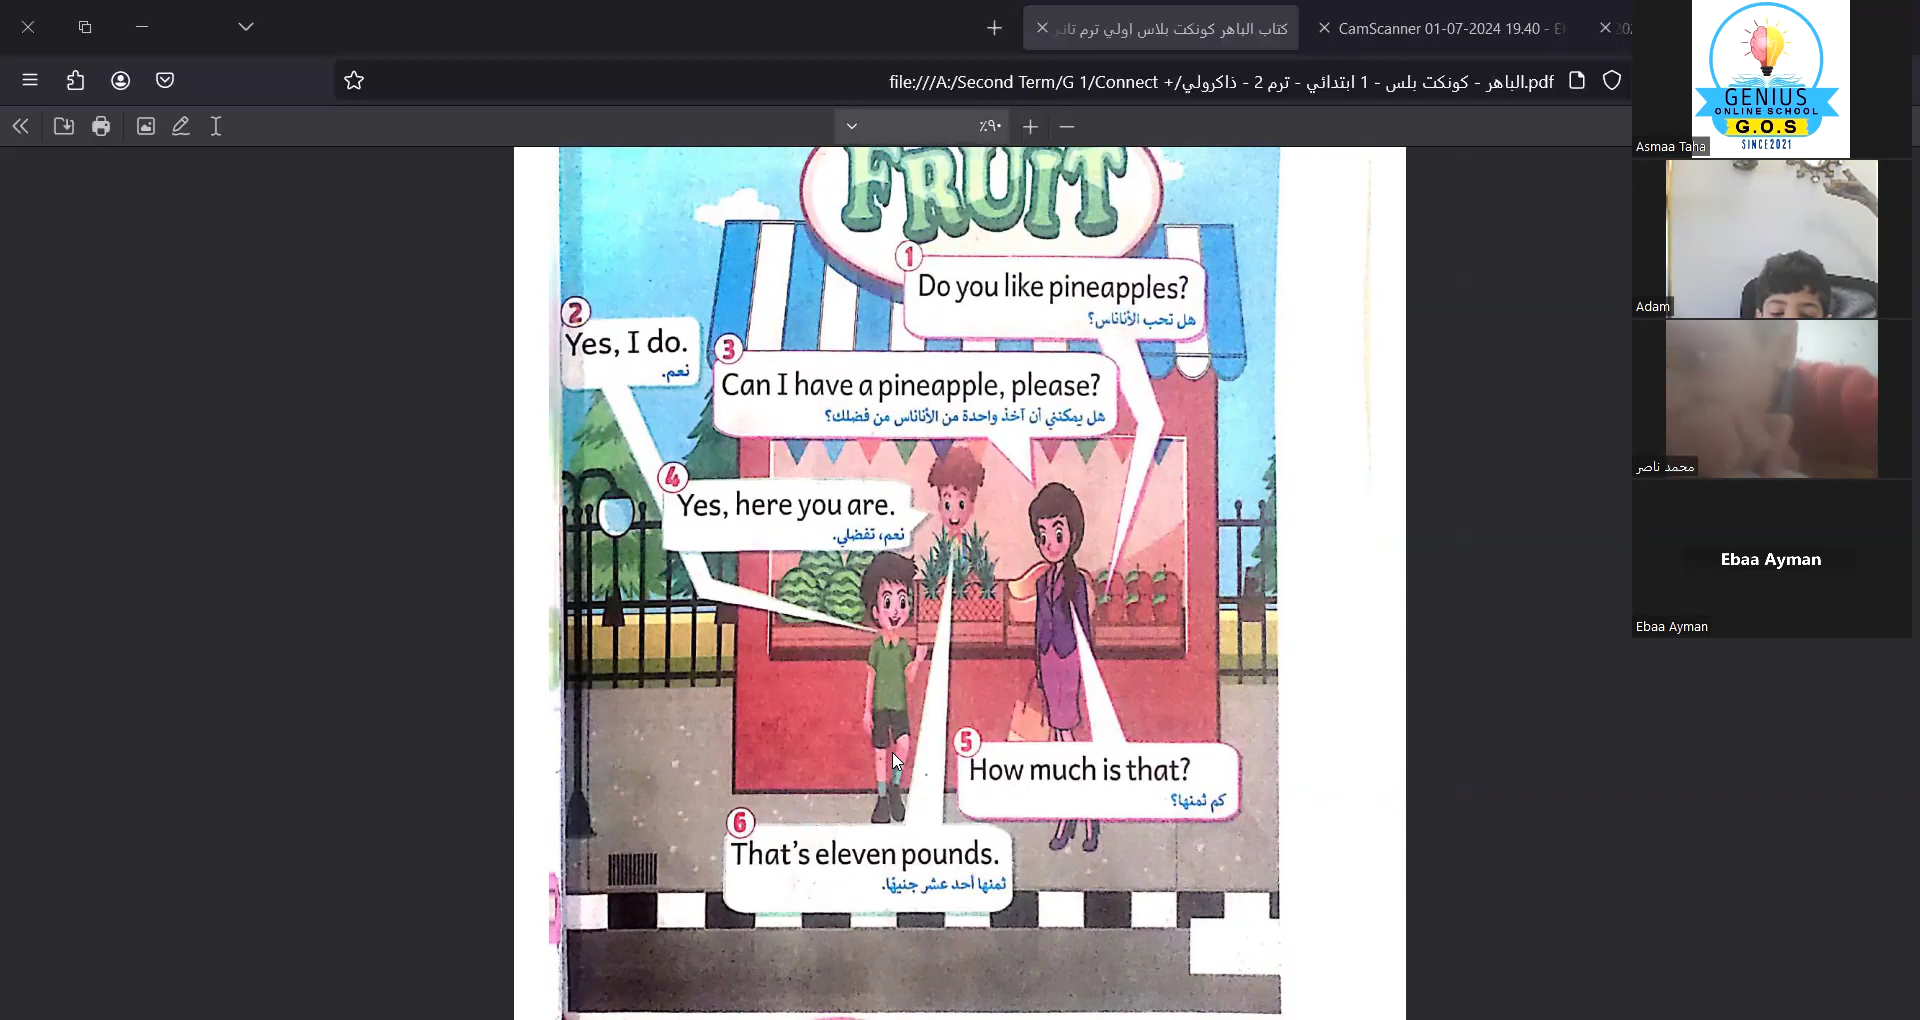 كتاب الباهر كونكت بلاس اولي ترم تاني
CamScanner 01-07-2024 19.40 - E
202
file:///A:/Second Term/G 1/Connect +/الباهر - كونكت بلس - 1 ابتدائي - ترم 2 - ذاكرولي.pdf
٪٩٠
FRUIT
1
Do you like pineapples?
هل تحب الأناناس؟
2
Yes, I do.
نعم.
3
Can I have a pineapple, please?
هل يمكنني أن آخذ واحدة من الأناناس من فضلك؟
4
Yes, here you are.
نعم، تفضلي.
5
How much is that?
كم ثمنها؟
6
That's eleven pounds.
ثمنها أحد عشر جنيهًا.
GENIUS
ONLINE SCHOOL
G.O.S
SINCE2021
Asmaa Taha
Adam
محمد ناصر
Ebaa Ayman
Ebaa Ayman